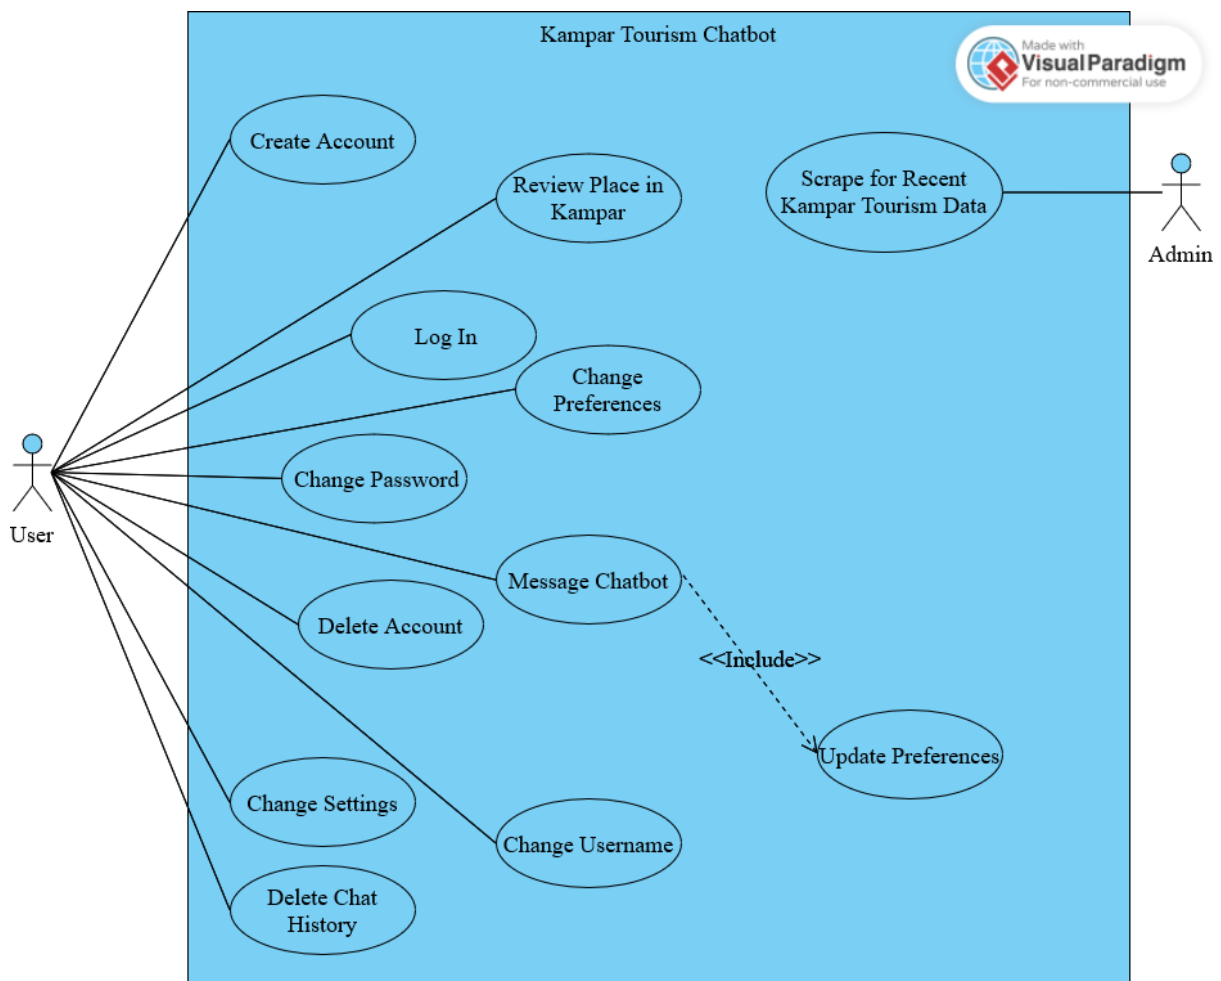 Kampar Tourism Chatbot
Made with
Visual Paradigm
For non-commercial use
Create Account
Review Place in
Kampar
Scrape for Recent
Kampar Tourism Data
Admin
Log In
Change
Preferences
Change Password
User
Message Chatbot
Delete Account
<<Include>>
Update Preferences
Change Settings
Change Username
Delete Chat
History